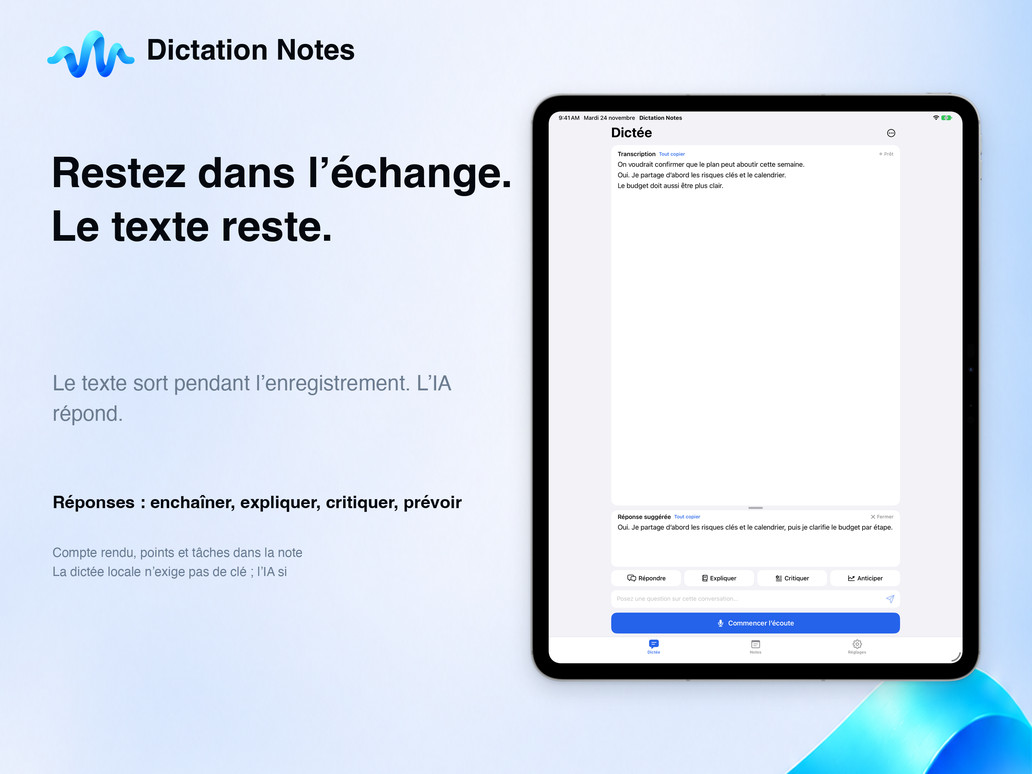 Dictation Notes
Restez dans l’échange.
Le texte reste.
Le texte sort pendant l’enregistrement. L’IA
répond.
Réponses : enchaîner, expliquer, critiquer, prévoir
Compte rendu, points et tâches dans la note
La dictée locale n’exige pas de clé ; l’IA si
9:41 AM Mardi 24 novembre Dictation Notes
Dictée
Transcription Tout copier Prêt
On voudrait confirmer que le plan peut aboutir cette semaine.
Oui. Je partage d’abord les risques clés et le calendrier.
Le budget doit aussi être plus clair.
Réponse suggérée Tout copier Fermer
Oui. Je partage d’abord les risques clés et le calendrier, puis je clarifie le budget par étape.
Répondre Expliquer Critiquer Anticiper
Posez une question sur cette conversation...
Commencer l’écoute
Dictée Notes Réglages